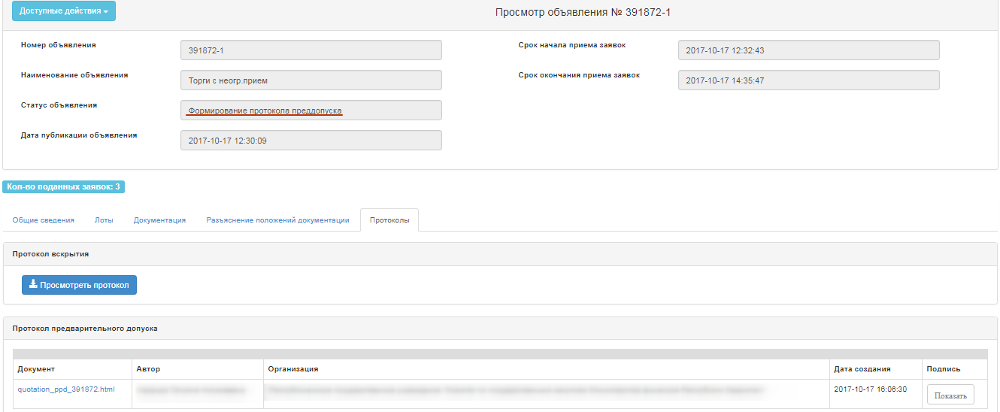 Доступные действия
Просмотр объявления № 391872-1
Номер объявления
391872-1
Срок начала приема заявок
2017-10-17 12:32:43
Наименование объявления
Торги с неогр.прием
Срок окончания приема заявок
2017-10-17 14:35:47
Статус объявления
Формирование протокола преддопуска
Дата публикации объявления
2017-10-17 12:30:09
Кол-во поданных заявок: 3
Общие сведения Лоты Документация Разъяснение положений документации Протоколы
Протокол вскрытия
Просмотреть протокол
Протокол предварительного допуска
Документ Автор Организация Дата создания Подпись
quotation_ppd_391872.html 2017-10-17 16:06:30 Показать